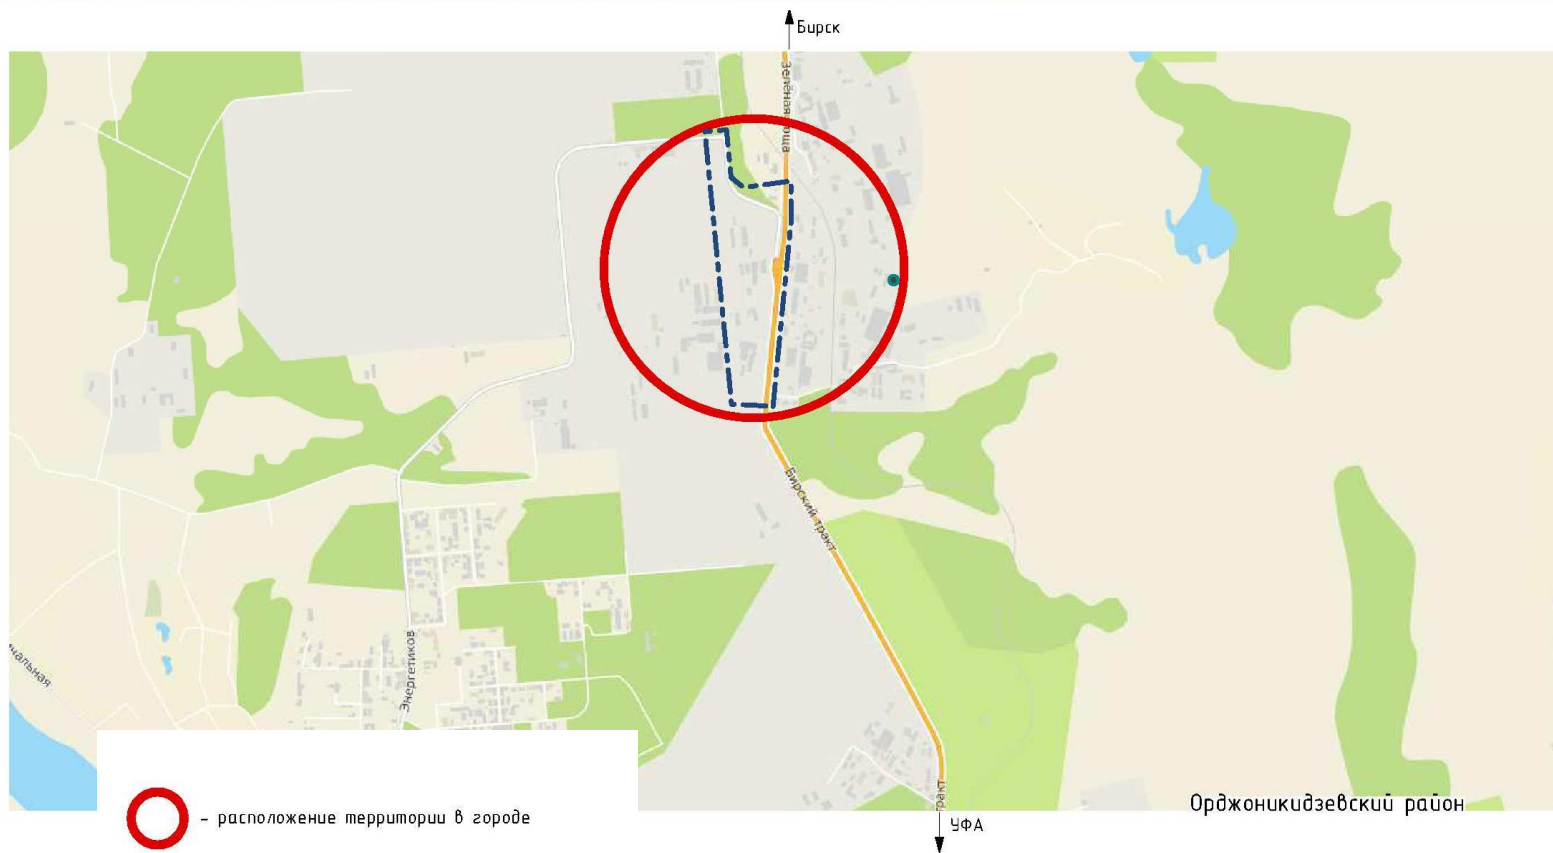 Бирск
Зелёная роща
Бирский тракт
Энергетиков
Орджоникидзевский район
– расположение территории в городе
УФА